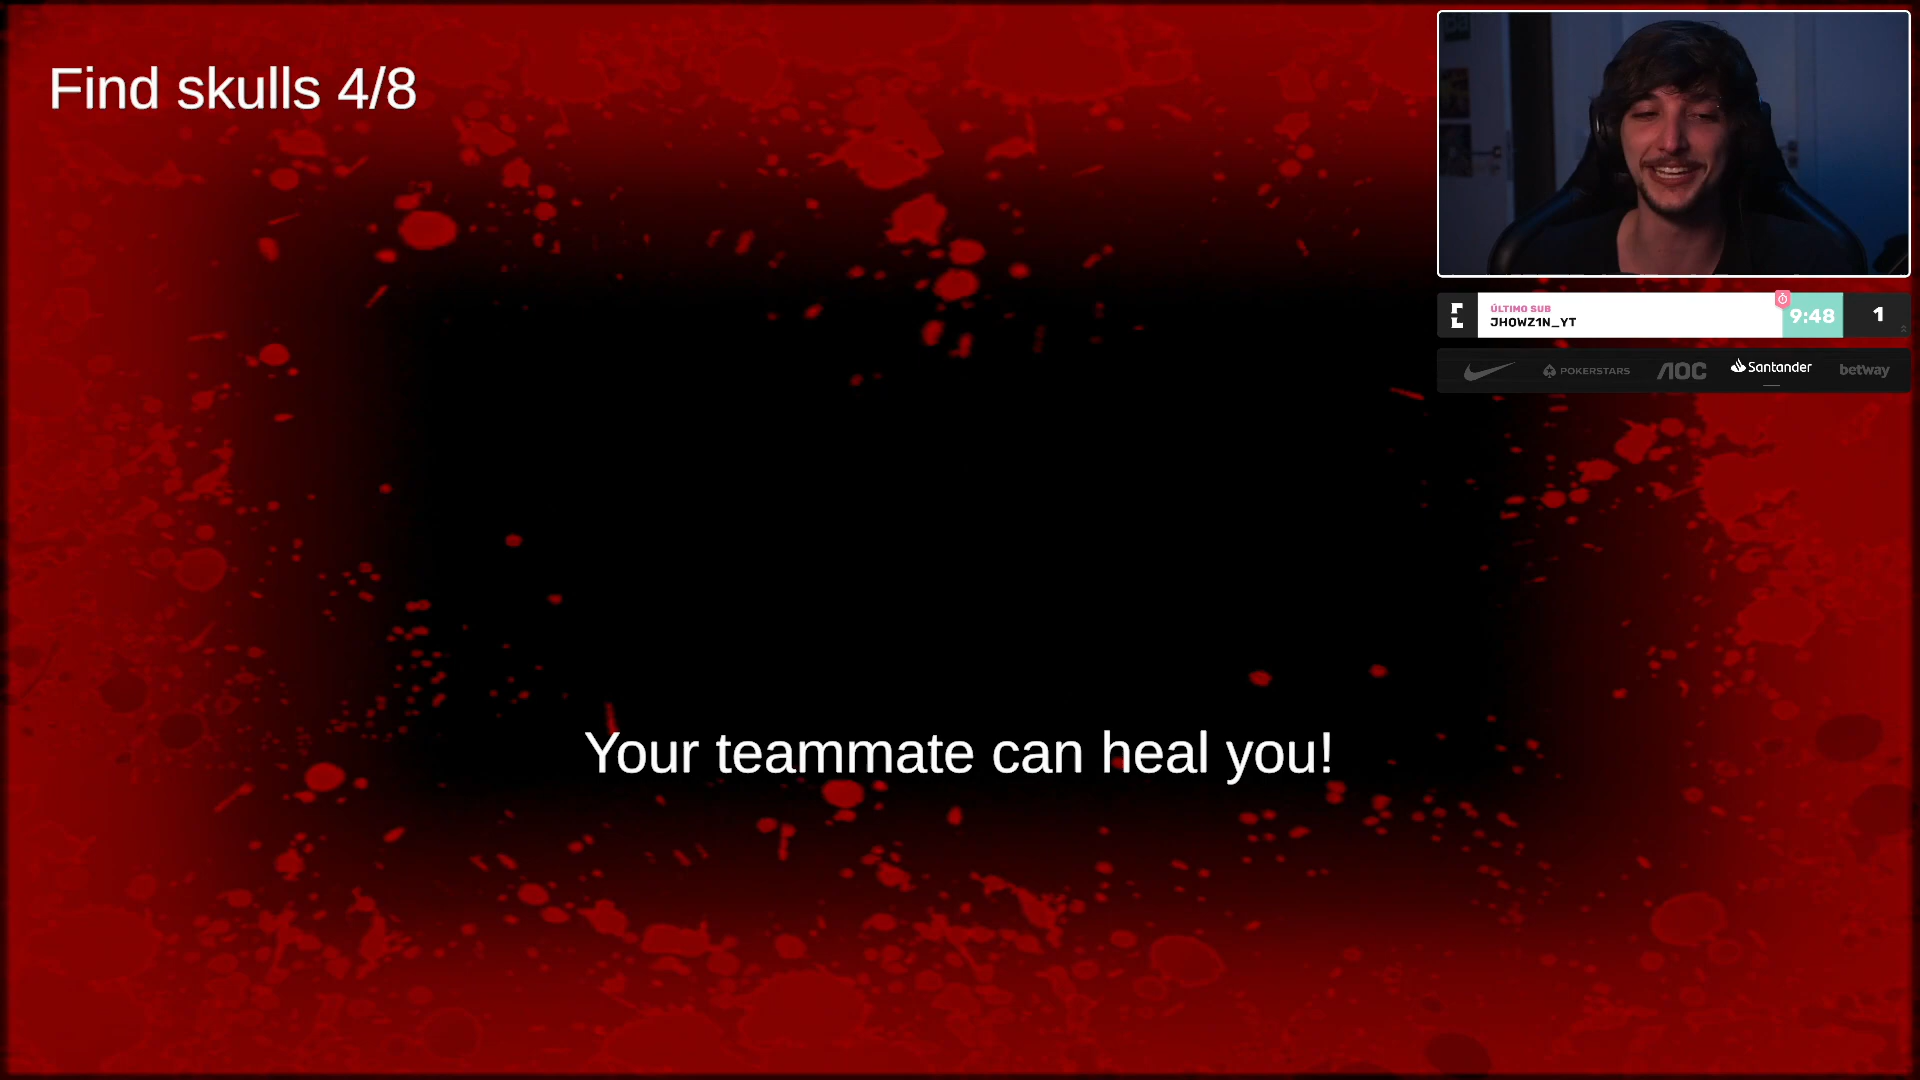 Find skulls 4/8
ÚLTIMO SUB
JHOWZ1N_YT
9:48
1
POKERSTARS
AOC
Santander
betway
Your teammate can heal you!